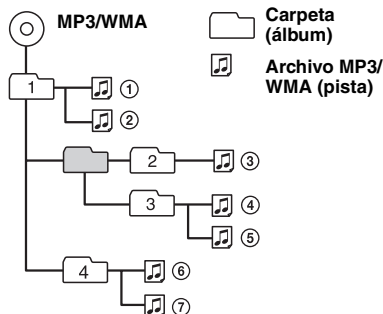 MP3/WMA
Carpeta
(álbum)
Archivo MP3/
WMA (pista)
1
①
②
2
③
3
④
⑤
4
⑥
⑦